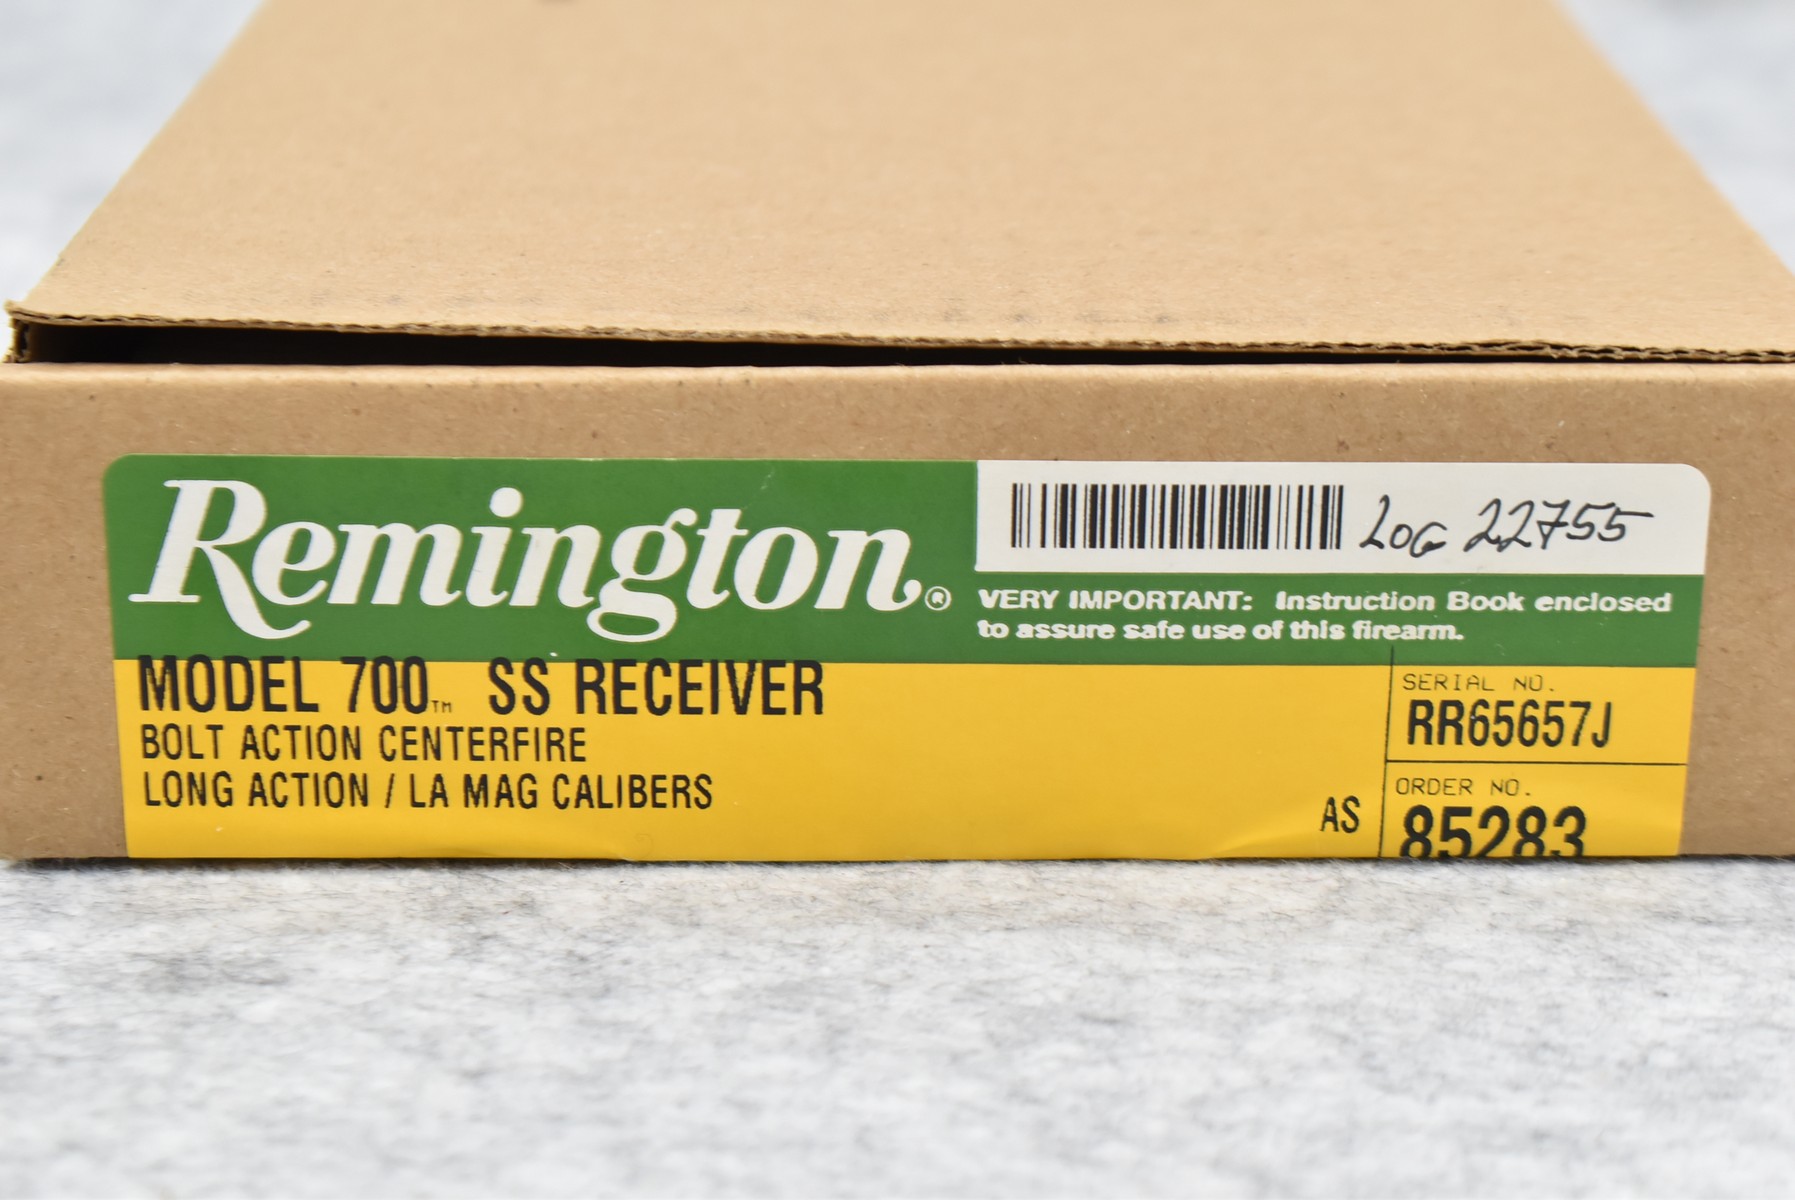 Remington®
LOG 22755
VERY IMPORTANT: Instruction Book enclosed
to assure safe use of this firearm.
MODEL 700™ SS RECEIVER
BOLT ACTION CENTERFIRE
LONG ACTION / LA MAG CALIBERS
AS
SERIAL NO.
RR65657J
ORDER NO.
85283